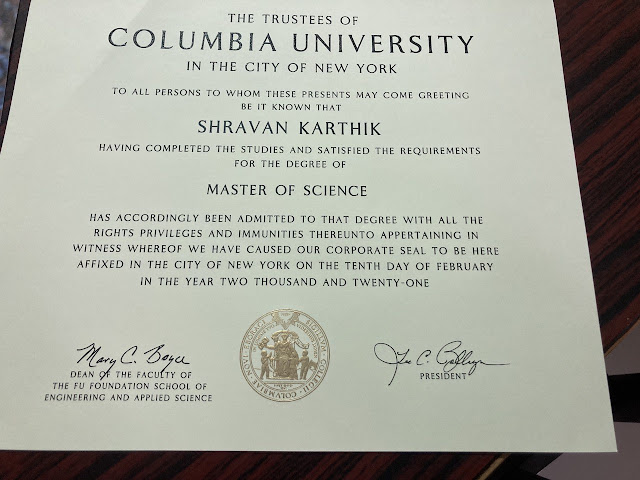 THE TRUSTEES OF
COLUMBIA UNIVERSITY
IN THE CITY OF NEW YORK
TO ALL PERSONS TO WHOM THESE PRESENTS MAY COME GREETING
BE IT KNOWN THAT
SHRAVAN KARTHIK
HAVING COMPLETED THE STUDIES AND SATISFIED THE REQUIREMENTS
FOR THE DEGREE OF
MASTER OF SCIENCE
HAS ACCORDINGLY BEEN ADMITTED TO THAT DEGREE WITH ALL THE
RIGHTS PRIVILEGES AND IMMUNITIES THEREUNTO APPERTAINING IN
WITNESS WHEREOF WE HAVE CAUSED OUR CORPORATE SEAL TO BE HERE
AFFIXED IN THE CITY OF NEW YORK ON THE TENTH DAY OF FEBRUARY
IN THE YEAR TWO THOUSAND AND TWENTY-ONE
Mary C. Boyce
DEAN OF THE FACULTY OF
THE FU FOUNDATION SCHOOL OF
ENGINEERING AND APPLIED SCIENCE
PRESIDENT